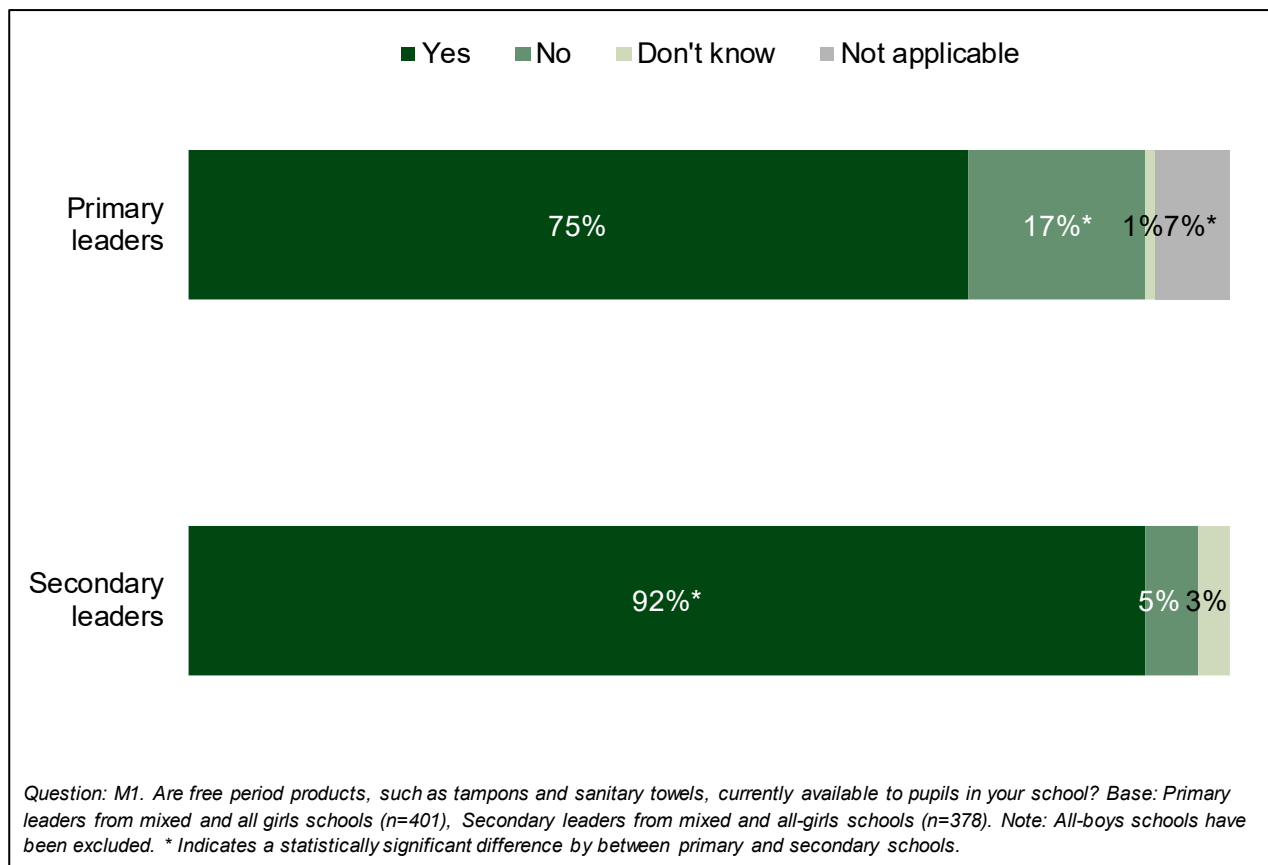 Yes No Don't know Not applicable
Primary
leaders
75% 17%* 1% 7%*
Secondary
leaders
92%* 5% 3%
Question: M1. Are free period products, such as tampons and sanitary towels, currently available to pupils in your school? Base: Primary
leaders from mixed and all girls schools (n=401), Secondary leaders from mixed and all-girls schools (n=378). Note: All-boys schools have
been excluded. * Indicates a statistically significant difference by between primary and secondary schools.